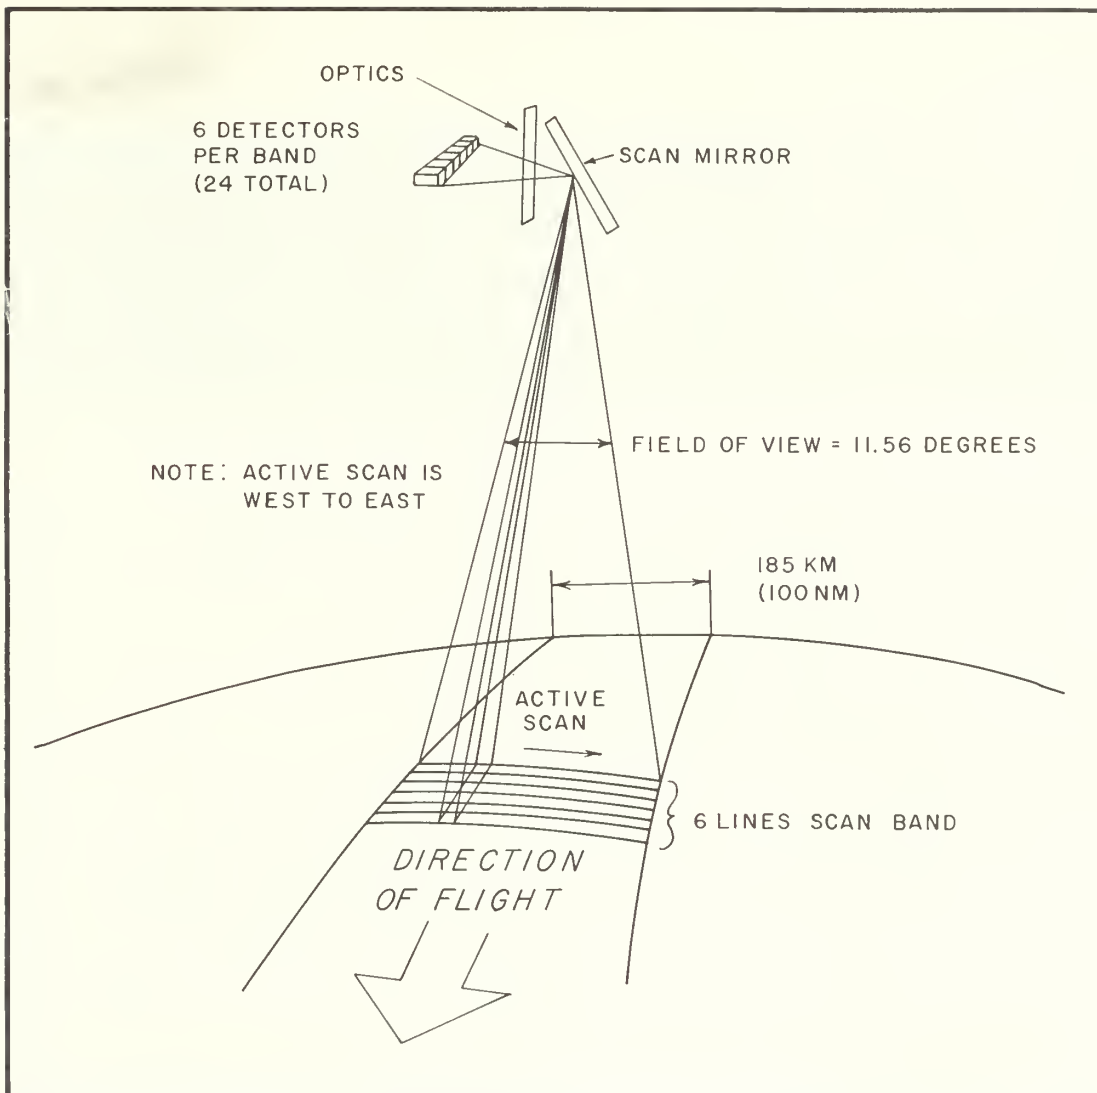 OPTICS
6 DETECTORS
PER BAND
(24 TOTAL)
SCAN MIRROR
FIELD OF VIEW = 11.56 DEGREES
NOTE: ACTIVE SCAN IS
WEST TO EAST
185 KM
(100 NM)
ACTIVE
SCAN
6 LINES SCAN BAND
DIRECTION
OF FLIGHT